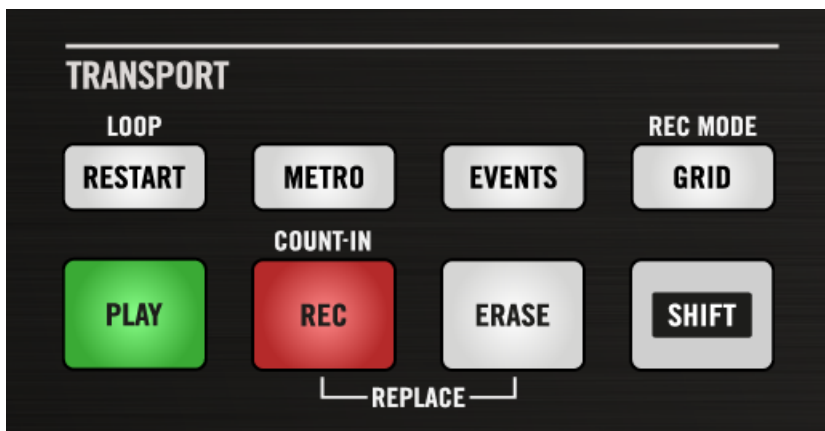 TRANSPORT
LOOP REC MODE
RESTART METRO EVENTS GRID
COUNT-IN
PLAY REC ERASE SHIFT
REPLACE